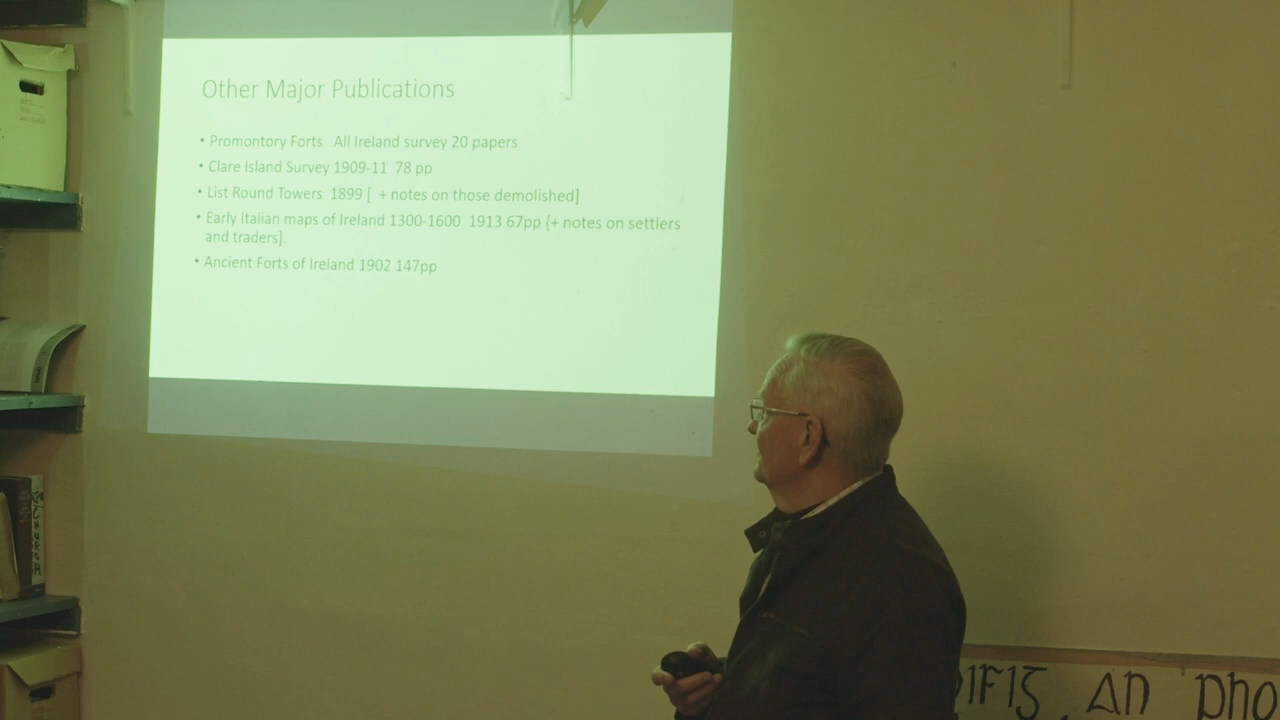 Other Major Publications
• Promontory Forts All Ireland survey 20 papers
• Clare Island Survey 1909-11 78 pp
• List Round Towers 1899 [ + notes on those demolished]
• Early Italian maps of Ireland 1300-1600 1913 67pp {+ notes on settlers
and traders].
• Ancient Forts of Ireland 1902 147pp
CHURCH
An